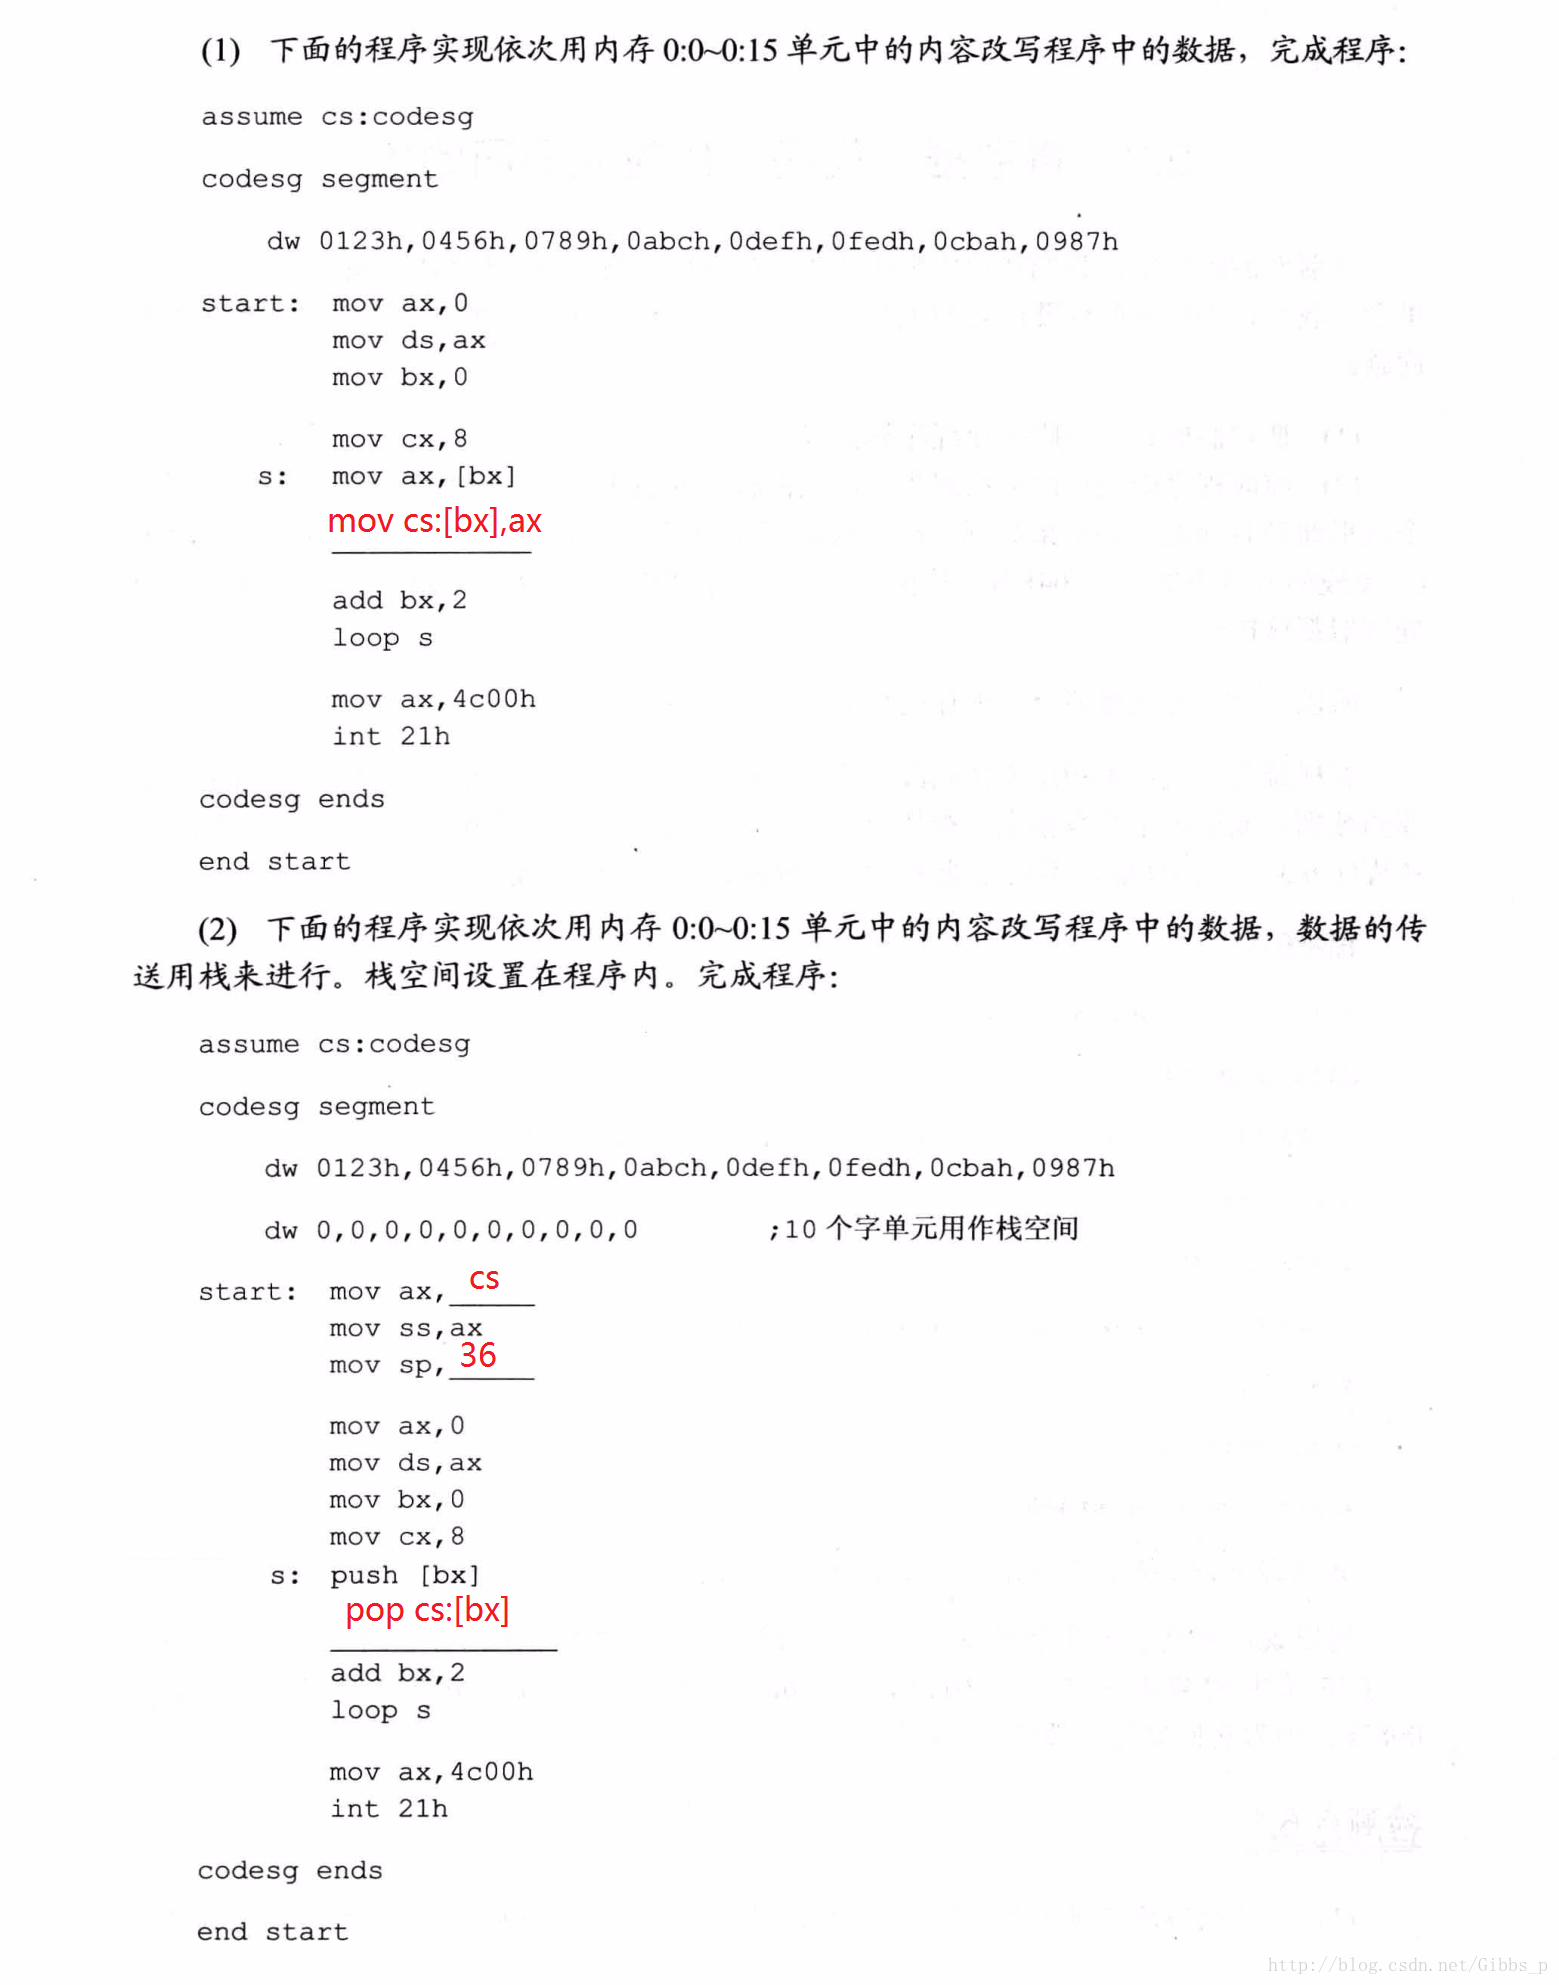 (1) 下面的程序实现依次用内存 0:0~0:15 单元中的内容改写程序中的数据，完成程序：
assume cs:codesg
codesg segment
dw 0123h,0456h,0789h,0abch,0defh,0fedh,0cbah,0987h
start: mov ax,0
mov ds,ax
mov bx,0
mov cx,8
s: mov ax,[bx]
mov cs:[bx],ax
add bx,2
loop s
mov ax,4c00h
int 21h
codesg ends
end start
(2) 下面的程序实现依次用内存 0:0~0:15 单元中的内容改写程序中的数据，数据的传
送用栈来进行。栈空间设置在程序内。完成程序：
assume cs:codesg
codesg segment
dw 0123h,0456h,0789h,0abch,0defh,0fedh,0cbah,0987h
dw 0,0,0,0,0,0,0,0,0,0 ;10 个字单元用作栈空间
start: mov ax, cs
mov ss,ax
mov sp, 36
mov ax,0
mov ds,ax
mov bx,0
mov cx,8
s: push [bx]
pop cs:[bx]
add bx,2
loop s
mov ax,4c00h
int 21h
codesg ends
end start
http://blog.csdn.net/Gibbs_p